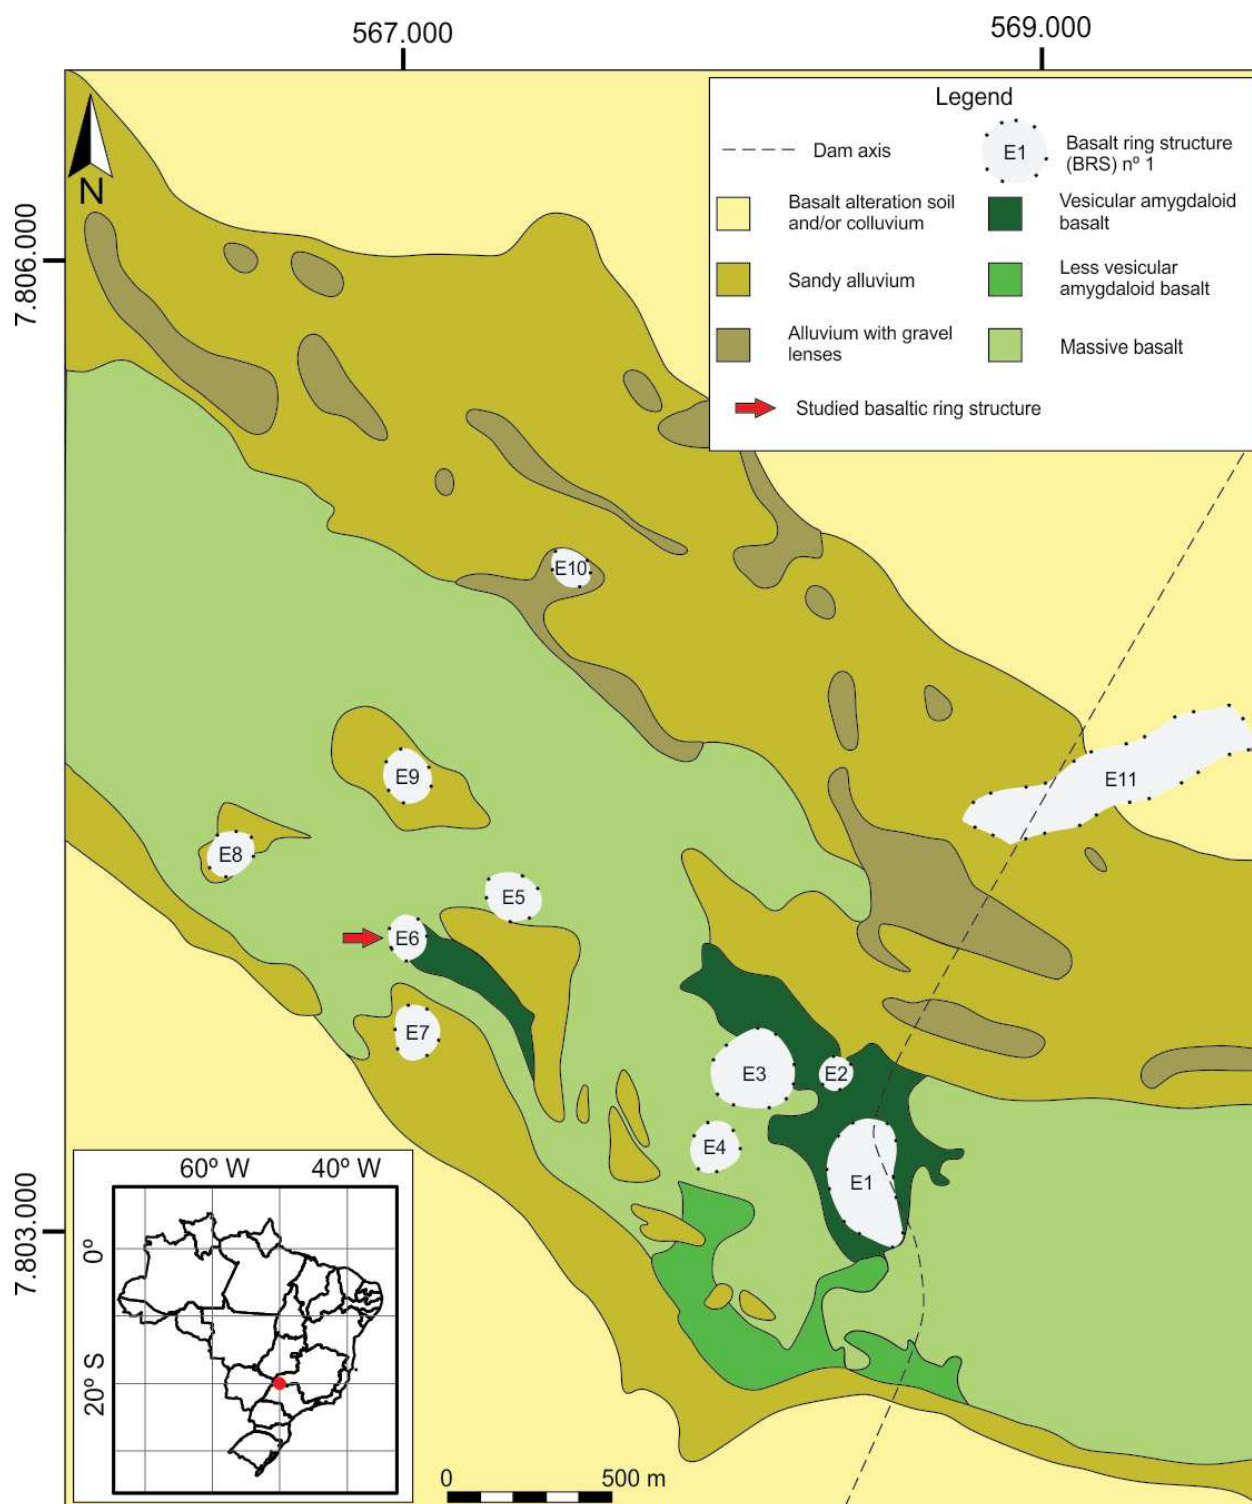 567.000
569.000
Legend
Dam axis
E1
Basalt ring structure
(BRS) nº 1
Basalt alteration soil
and/or colluvium
Vesicular amygdaloid
basalt
Sandy alluvium
Less vesicular
amygdaloid basalt
Alluvium with gravel
lenses
Massive basalt
Studied basaltic ring structure
N
7.806.000
E10
E9
E11
E8
E5
E6
E7
E3
E2
E4
E1
7.803.000
60º W
40º W
0º
20º S
0
500 m